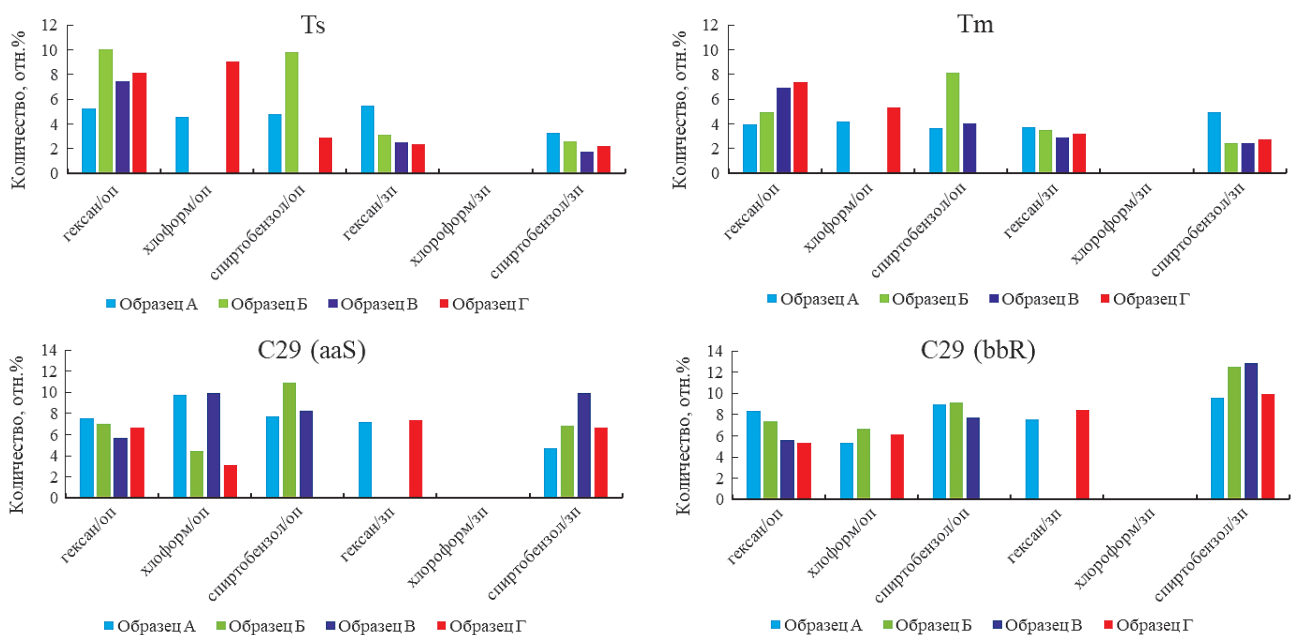 Ts
Количество, отн.%
12
10
8
6
4
2
0
гексан/оп
хлоформ/оп
спиртобензол/оп
гексан/зп
хлороформ/зп
спиртобензол/зп
Образец А Образец Б Образец В Образец Г
Tm
Количество, отн.%
12
10
8
6
4
2
0
гексан/оп
хлоформ/оп
спиртобензол/оп
гексан/зп
хлороформ/зп
спиртобензол/зп
Образец А Образец Б Образец В Образец Г
C29 (aaS)
Количество, отн.%
14
12
10
8
6
4
2
0
гексан/оп
хлоформ/оп
спиртобензол/оп
гексан/зп
хлороформ/зп
спиртобензол/зп
Образец А Образец Б Образец В Образец Г
C29 (bbR)
Количество, отн.%
14
12
10
8
6
4
2
0
гексан/оп
хлороформ/оп
спиртобензол/оп
гексан/зп
хлороформ/зп
спиртобензол/зп
Образец А Образец Б Образец В Образец Г